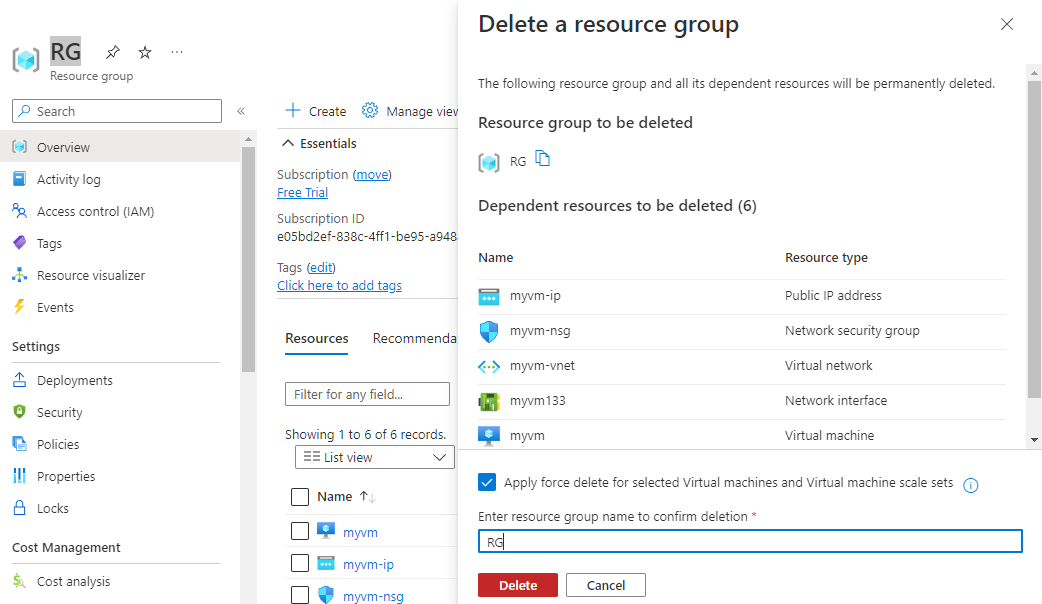 RG
Resource group
Search
Overview
Activity log
Access control (IAM)
Tags
Resource visualizer
Events
Settings
Deployments
Security
Policies
Properties
Locks
Cost Management
Cost analysis
Create
Manage view
Essentials
Subscription (move)
Free Trial
Subscription ID
e05bd2ef-838c-4ff1-be95-a948
Tags (edit)
Click here to add tags
Resources Recommenda
Filter for any field...
Showing 1 to 6 of 6 records.
List view
Name
myvm
myvm-ip
myvm-nsg
Delete a resource group
The following resource group and all its dependent resources will be permanently deleted.
Resource group to be deleted
RG
Dependent resources to be deleted (6)
Name Resource type
myvm-ip Public IP address
myvm-nsg Network security group
myvm-vnet Virtual network
myvm133 Network interface
myvm Virtual machine
Apply force delete for selected Virtual machines and Virtual machine scale sets
Enter resource group name to confirm deletion *
RG
Delete Cancel